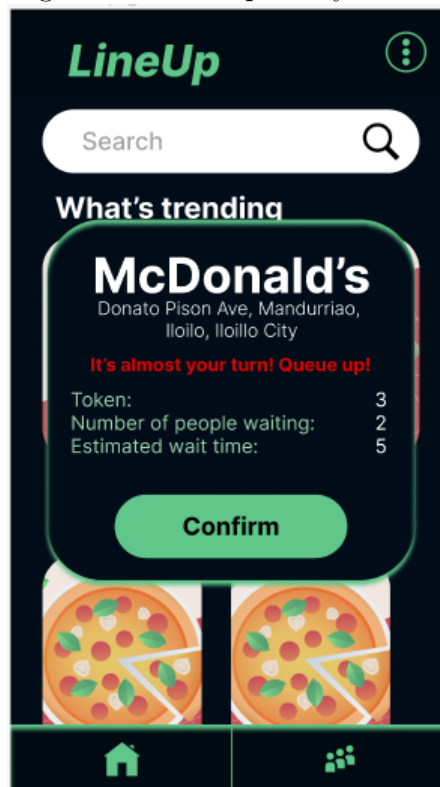 LineUp
Search
What's trending
McDonald's
Donato Pison Ave, Mandurriao,
Iloilo, Iloillo City
It's almost your turn! Queue up!
Token: 3
Number of people waiting: 2
Estimated wait time: 5
Confirm